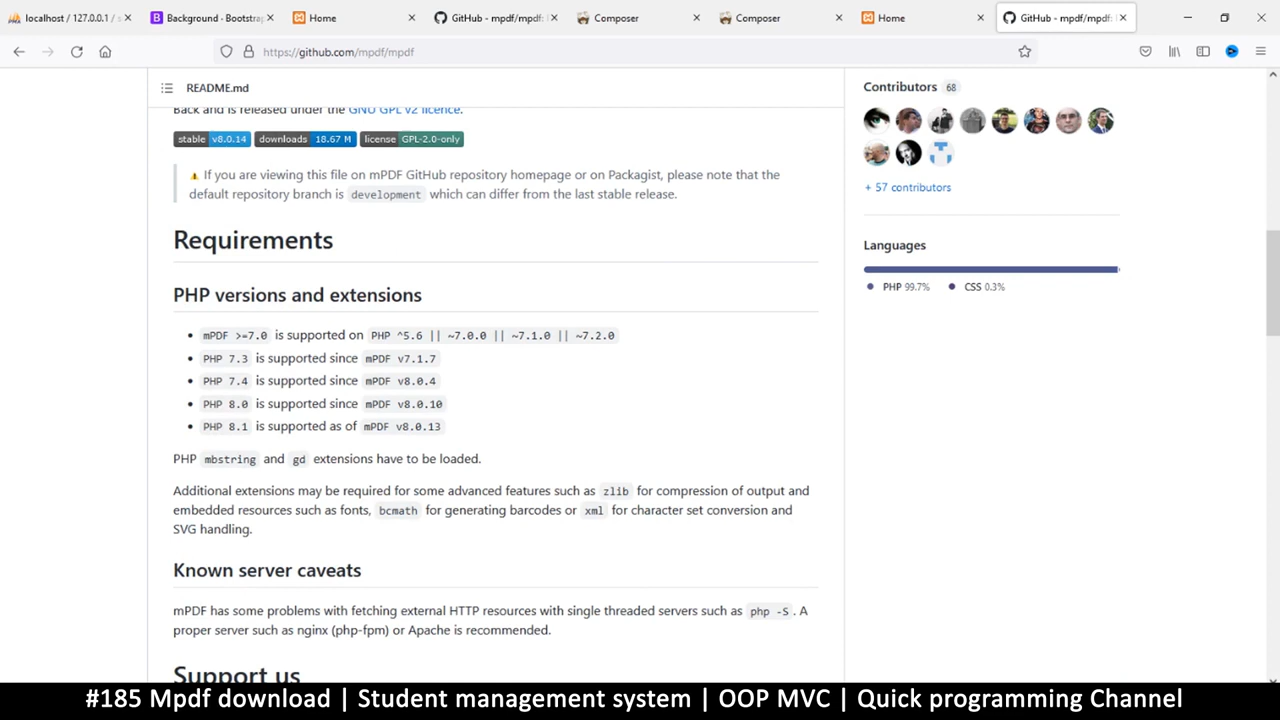 localhost / 127.0.0.1 / s
Background · Bootstrap
Home
GitHub - mpdf/mpdf:
Composer
Composer
Home
GitHub - mpdf/mpdf:
https://github.com/mpdf/mpdf
README.md
Back and is released under the GNU GPL v2 licence.
stable v8.0.14 downloads 18.67 M license GPL-2.0-only
⚠ If you are viewing this file on mPDF GitHub repository homepage or on Packagist, please note that the
default repository branch is development which can differ from the last stable release.
Requirements
PHP versions and extensions
• mPDF >=7.0 is supported on PHP ^5.6 || ~7.0.0 || ~7.1.0 || ~7.2.0
• PHP 7.3 is supported since mPDF v7.1.7
• PHP 7.4 is supported since mPDF v8.0.4
• PHP 8.0 is supported since mPDF v8.0.10
• PHP 8.1 is supported as of mPDF v8.0.13
PHP mbstring and gd extensions have to be loaded.
Additional extensions may be required for some advanced features such as zlib for compression of output and
embedded resources such as fonts, bcmath for generating barcodes or xml for character set conversion and
SVG handling.
Known server caveats
mPDF has some problems with fetching external HTTP resources with single threaded servers such as php -S. A
proper server such as nginx (php-fpm) or Apache is recommended.
Support us
Contributors 68
+ 57 contributors
Languages
• PHP 99.7% • CSS 0.3%
#185 Mpdf download | Student management system | OOP MVC | Quick programming Channel